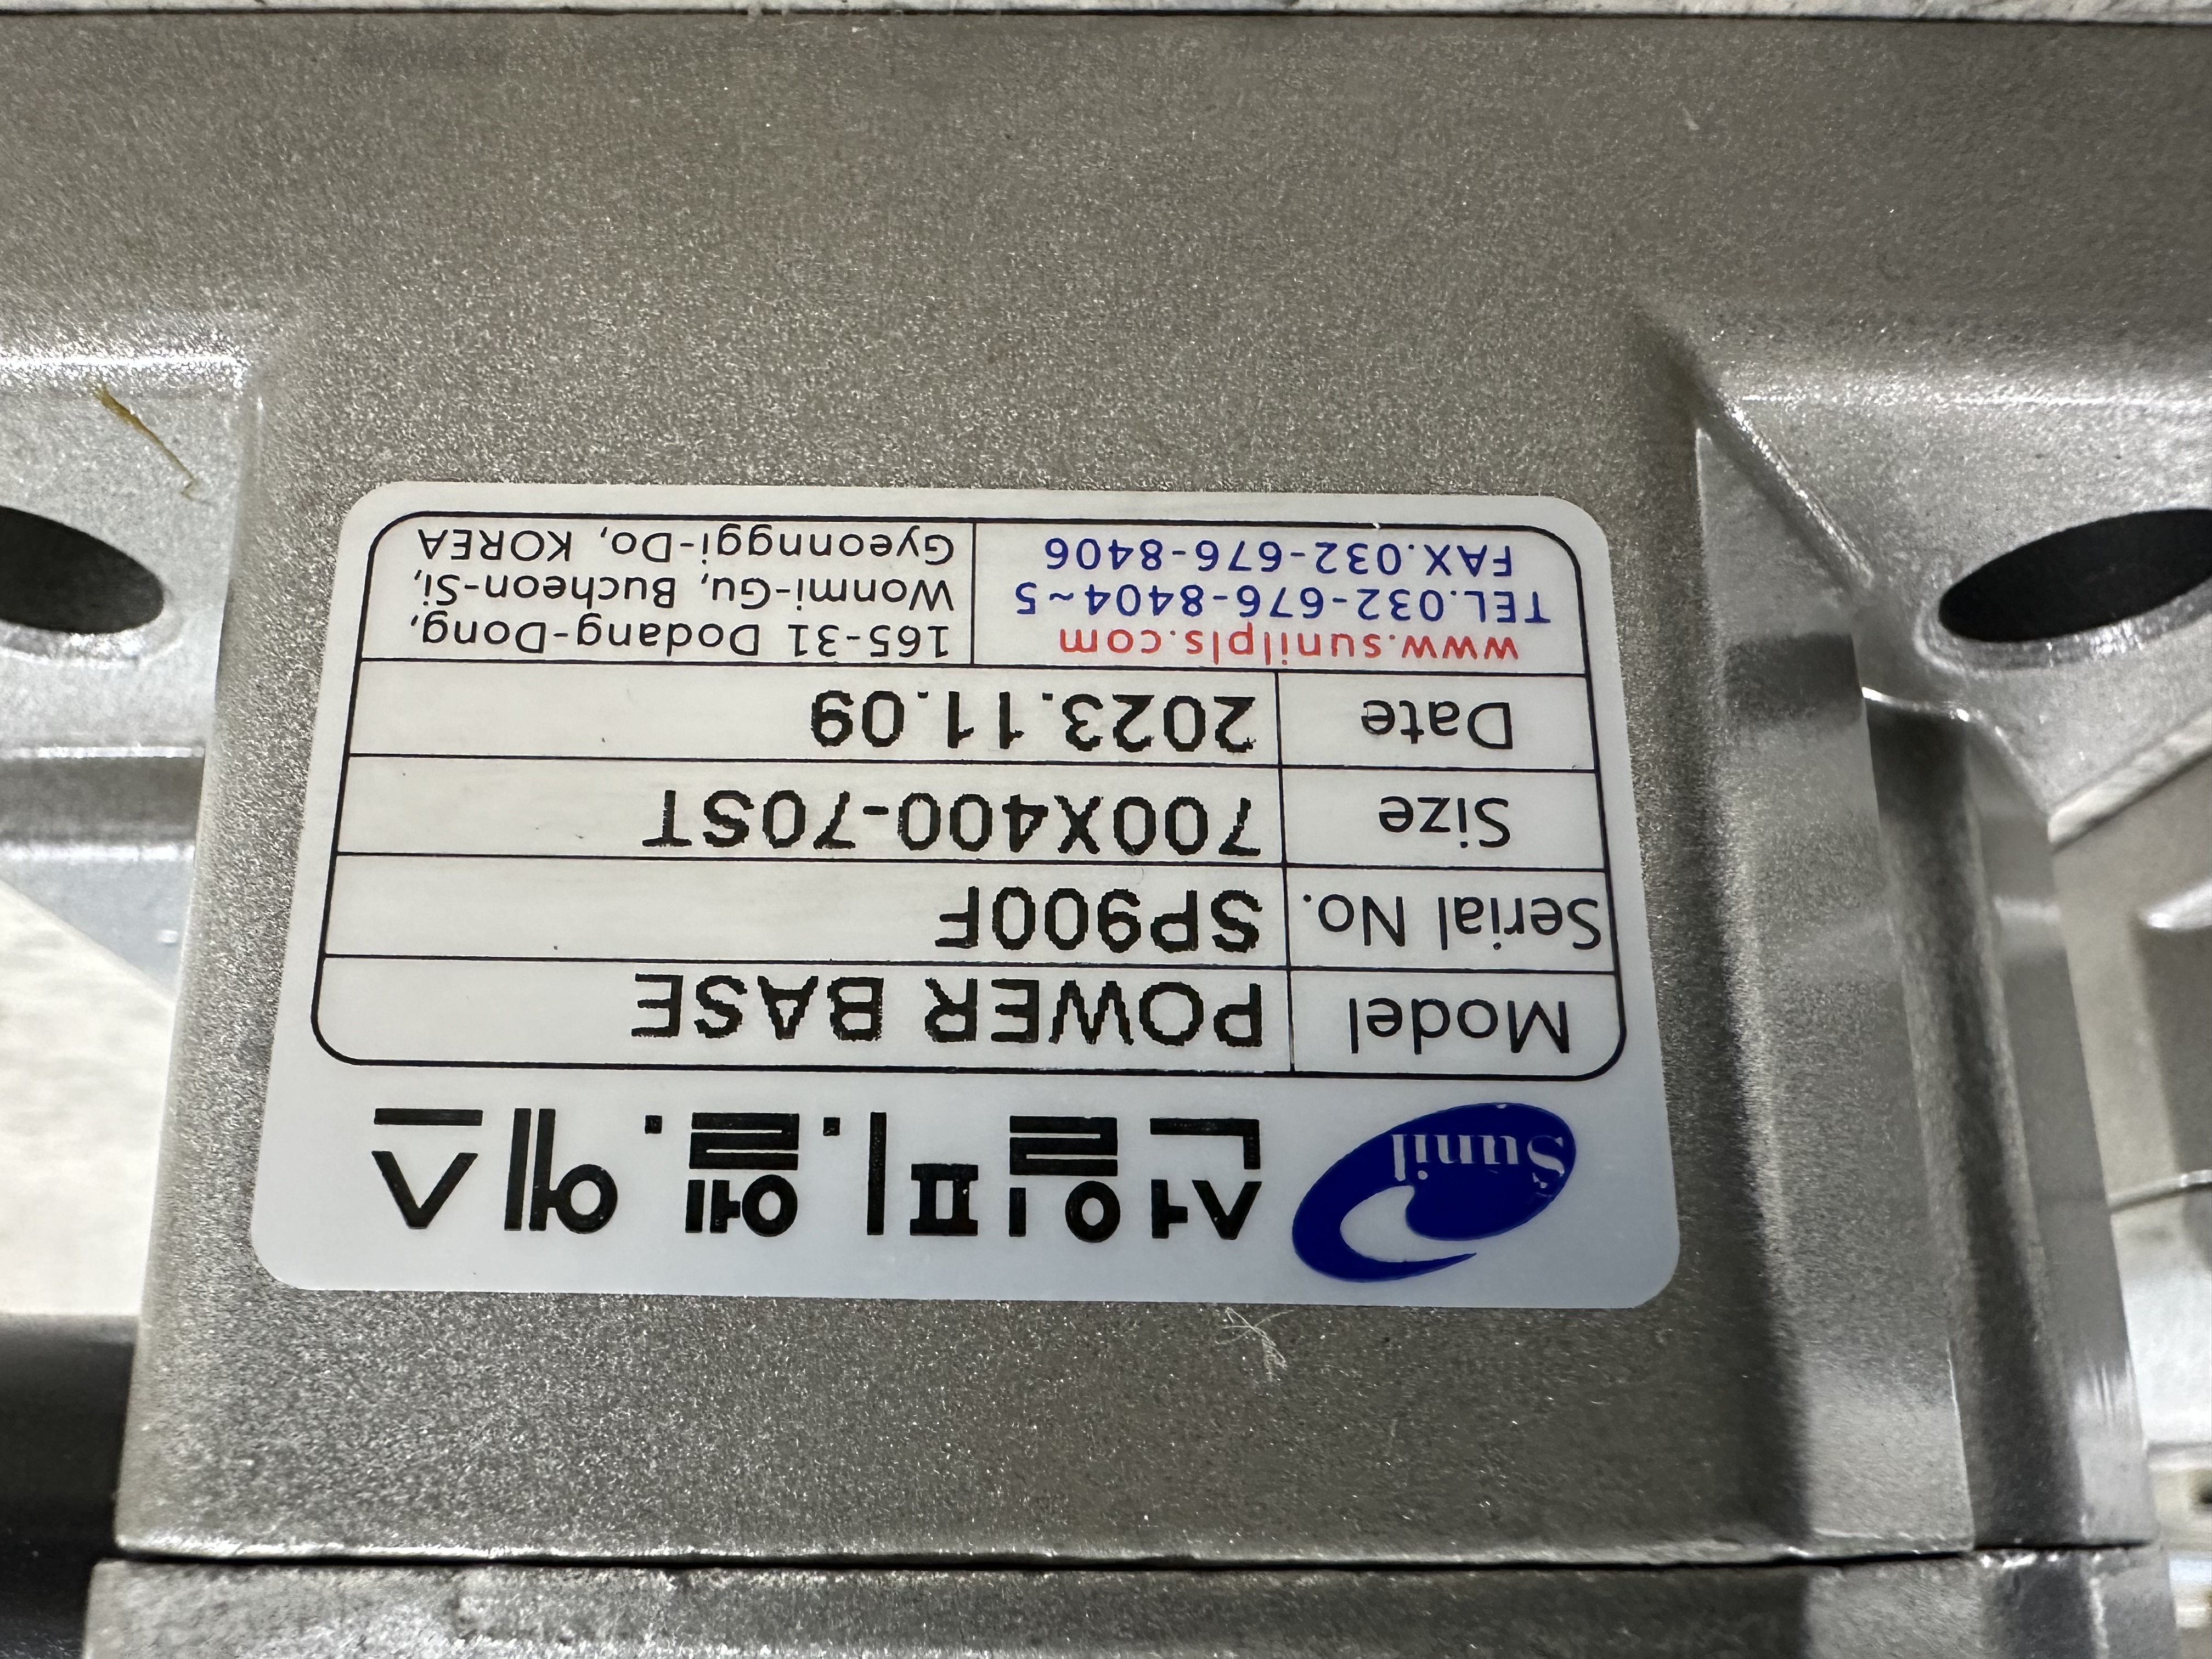 Sunil
선일피.엘.에스
Model POWER BASE
Serial No. SP900F
Size 700X400-70ST
Date 2023.11.09
www.sunilpls.com
TEL.032-676-8404~5
FAX.032-676-8406
165-31 Dodang-Dong,
Wonmi-Gu, Bucheon-Si,
Gyeonggi-Do, KOREA